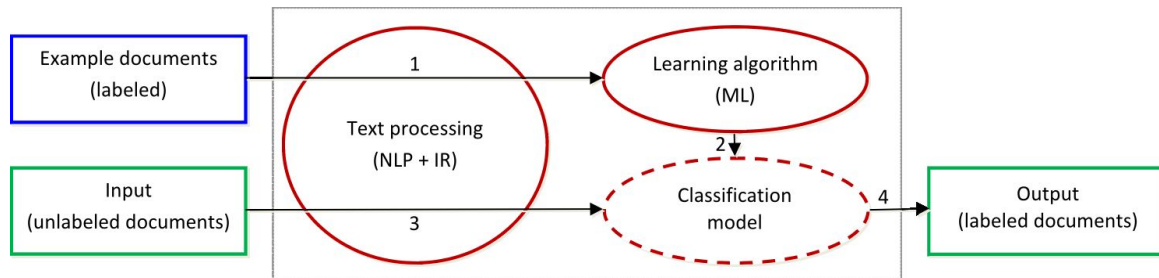 Example documents
(labeled)
1
Learning algorithm
(ML)
Text processing
(NLP + IR)
2
Input
(unlabeled documents)
3
Classification
model
4
Output
(labeled documents)